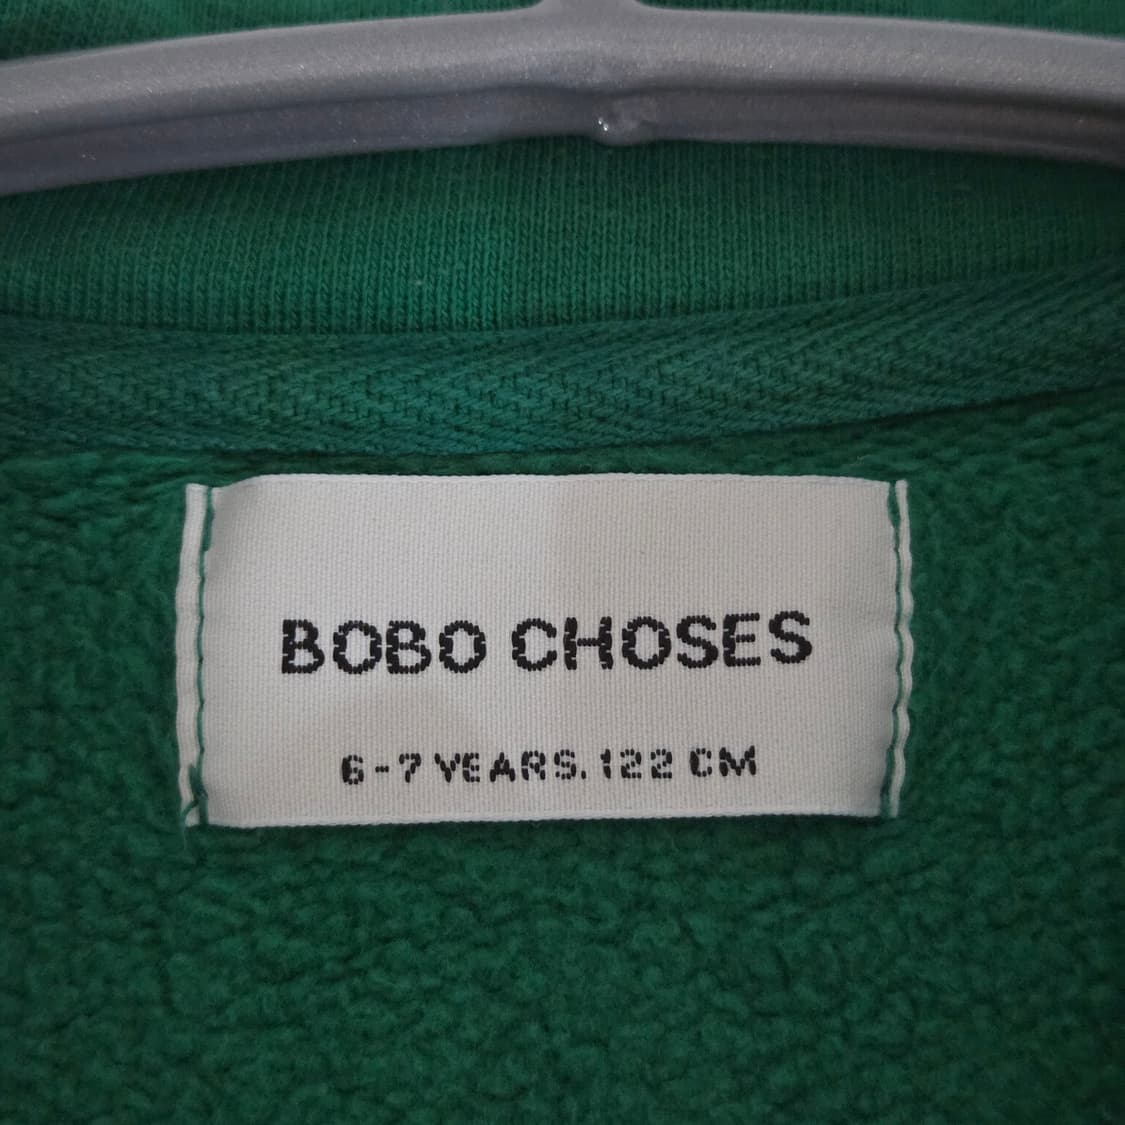 BOBO CHOSES
6-7 YEARS. 122 CM